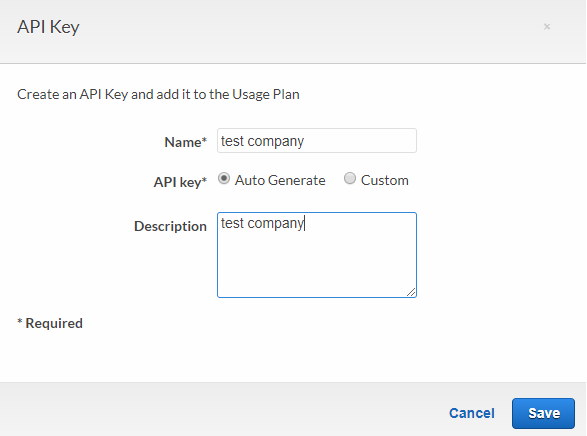 API Key
×
Create an API Key and add it to the Usage Plan
Name* test company
API key* Auto Generate Custom
Description test company
* Required
Cancel Save